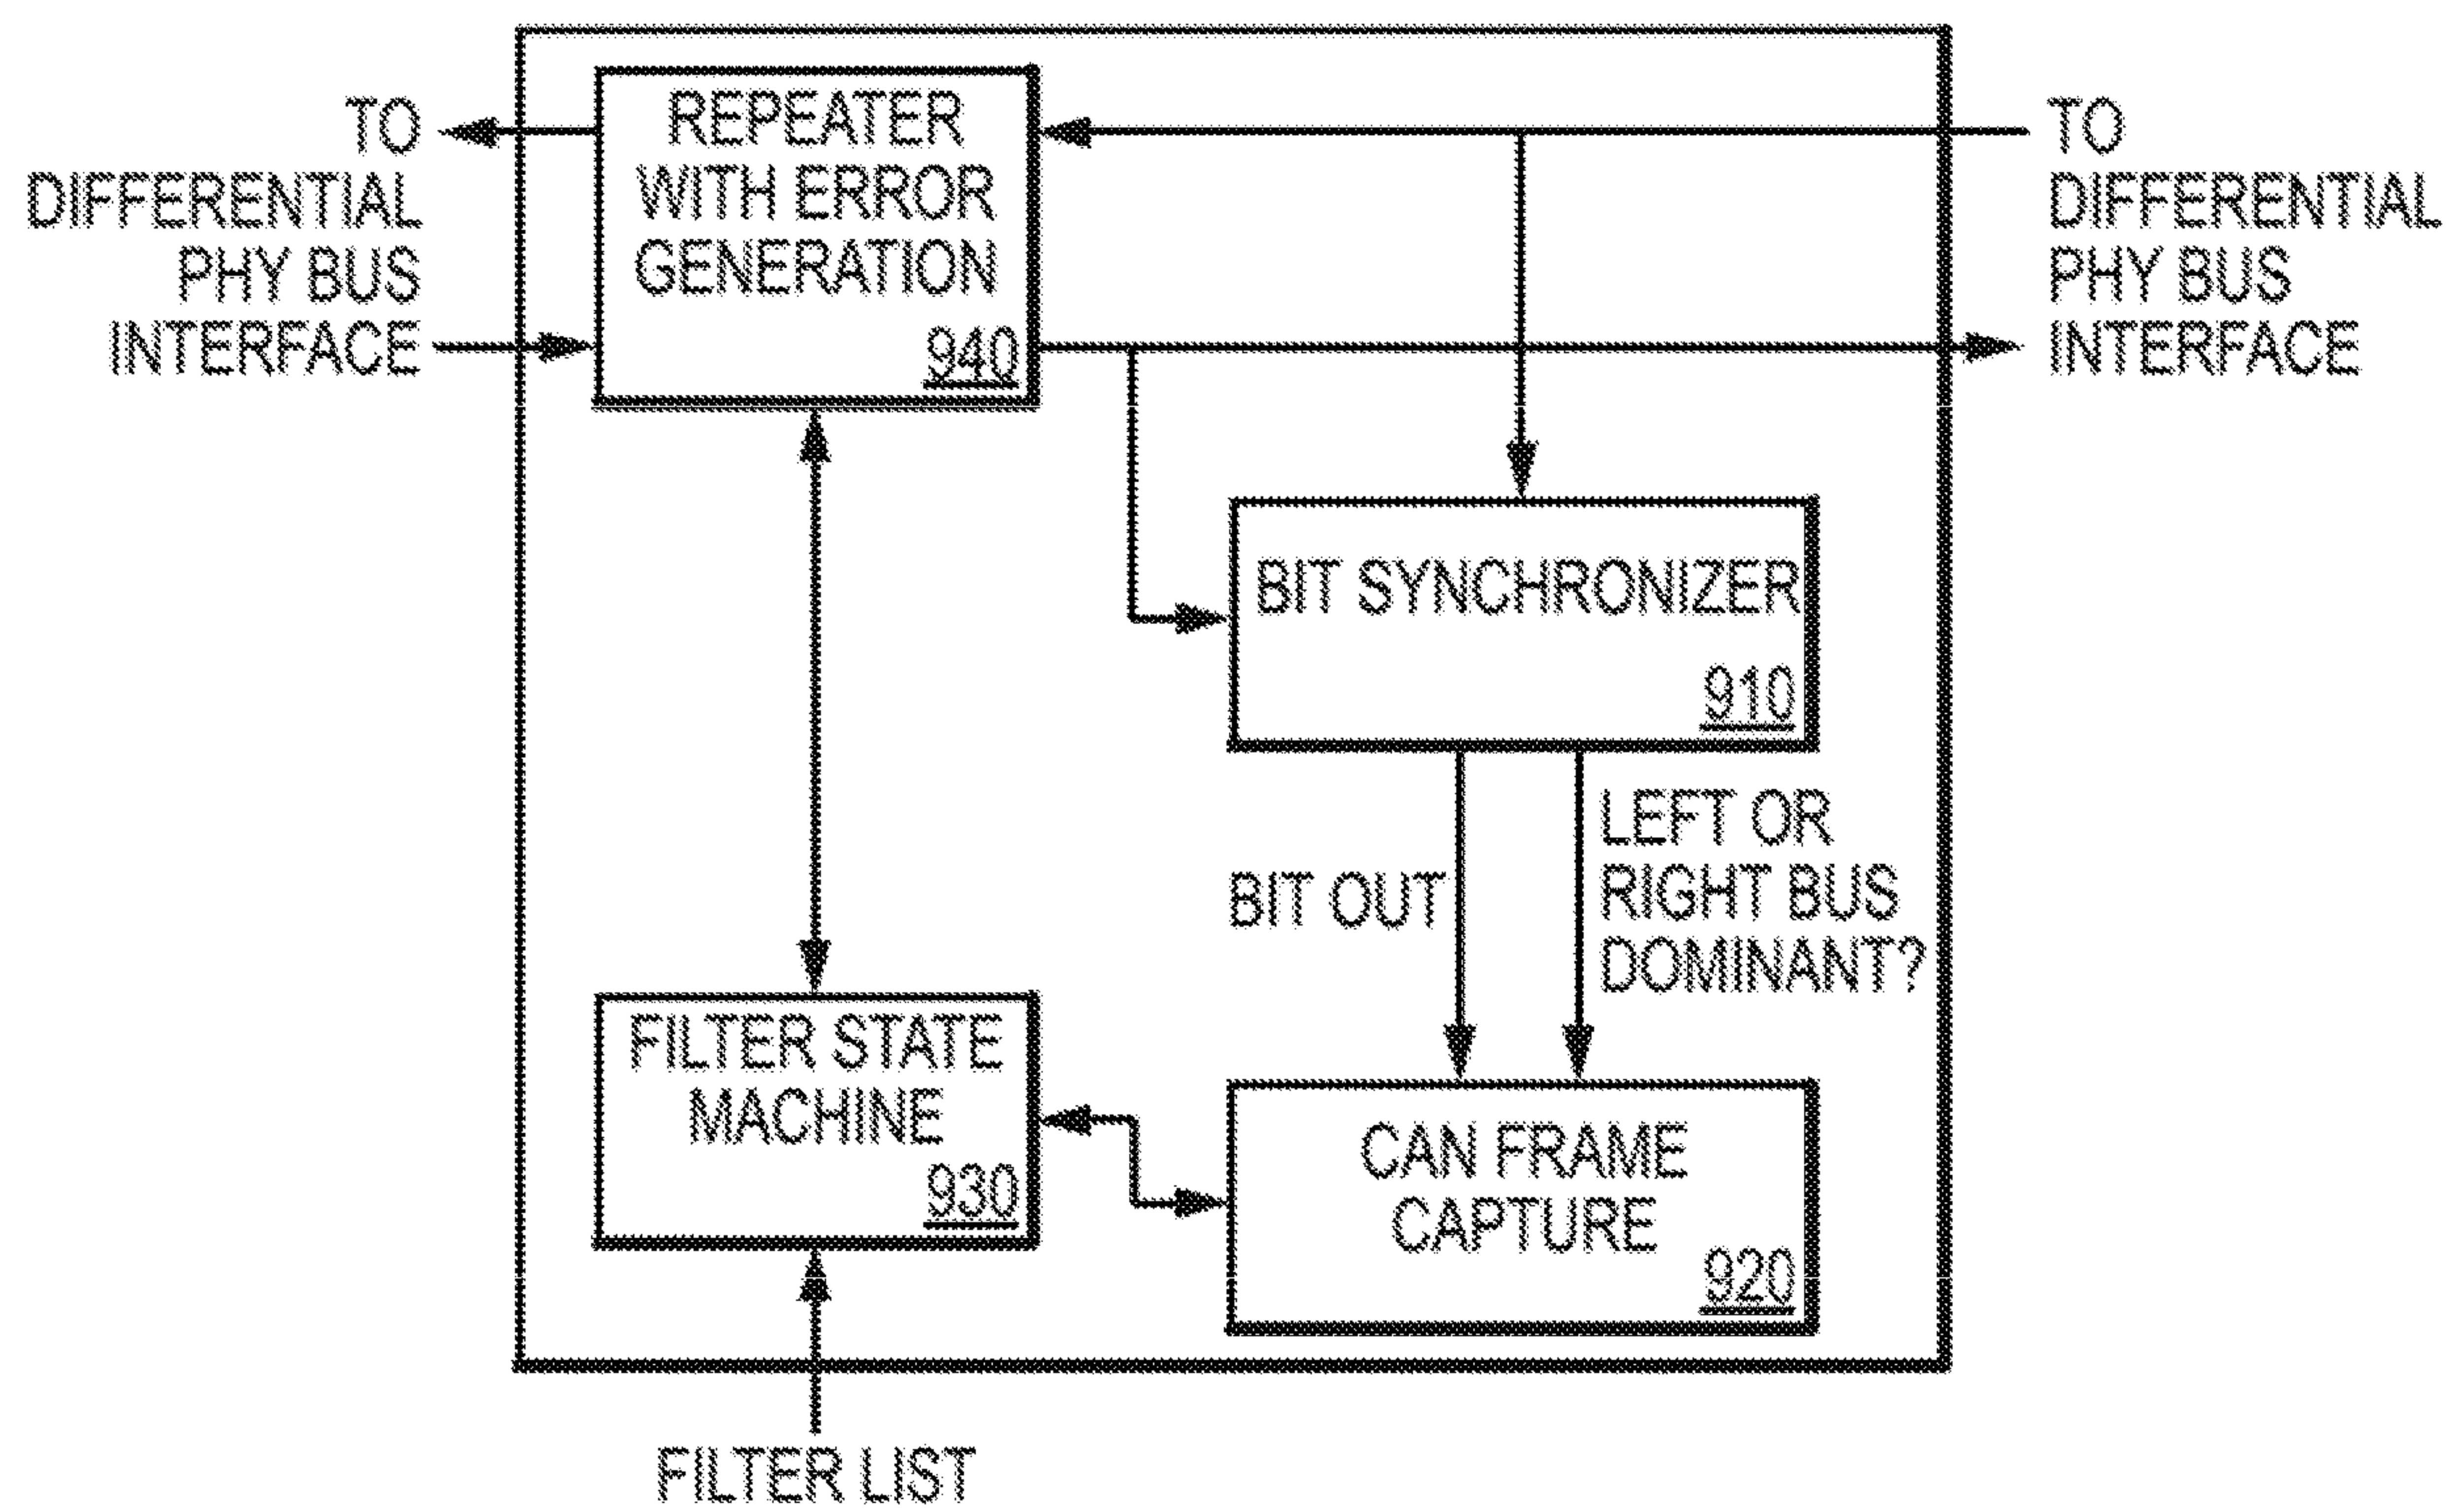 TO
DIFFERENTIAL
PHY BUS
INTERFACE
REPEATER
WITH ERROR
GENERATION
940
TO
DIFFERENTIAL
PHY BUS
INTERFACE
BIT SYNCHRONIZER
910
BIT OUT
LEFT OR
RIGHT BUS
DOMINANT?
FILTER STATE
MACHINE
930
CAN FRAME
CAPTURE
920
FILTER LIST